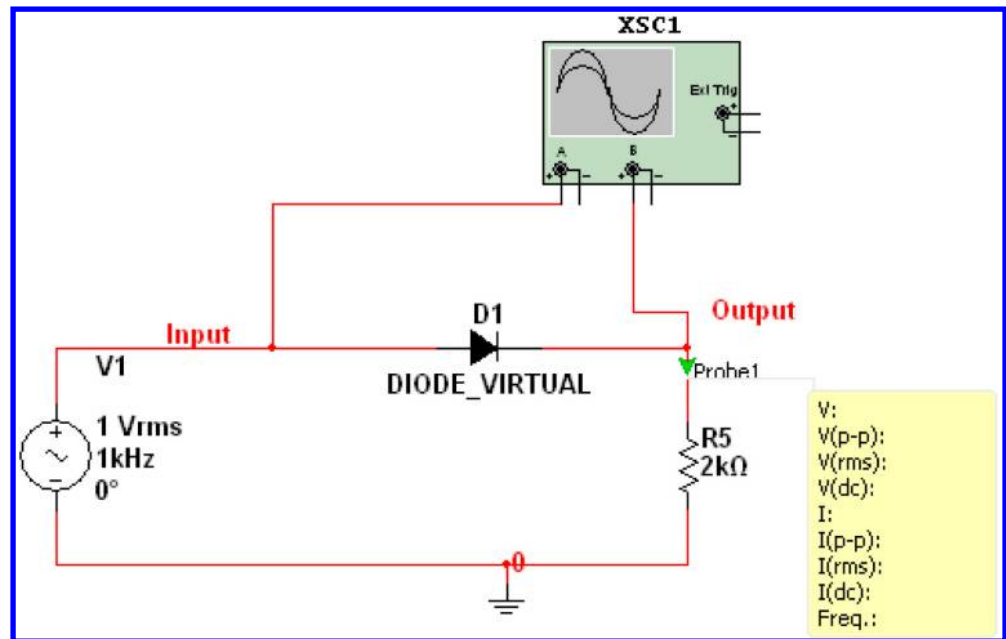 XSC1
Ext Trig
+
_
A
B
+ _
+ _
Output
D1
Input
V1
DIODE_VIRTUAL
Probe1
1 Vrms
1kHz
0°
R5
2kΩ
V:
V(p-p):
V(rms):
V(dc):
I:
I(p-p):
I(rms):
I(dc):
Freq.:
0